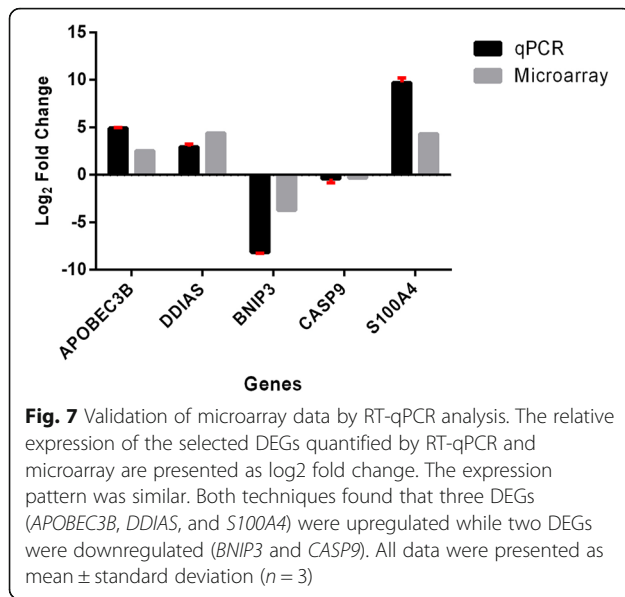 15
10
5
0
-5
-10
Log2 Fold Change
qPCR
Microarray
APOBEC3B
DDIAS
BNIP3
CASP9
S100A4
Genes
Fig. 7 Validation of microarray data by RT-qPCR analysis. The relative
expression of the selected DEGs quantified by RT-qPCR and
microarray are presented as log2 fold change. The expression
pattern was similar. Both techniques found that three DEGs
(APOBEC3B, DDIAS, and S100A4) were upregulated while two DEGs
were downregulated (BNIP3 and CASP9). All data were presented as
mean ± standard deviation (n = 3)